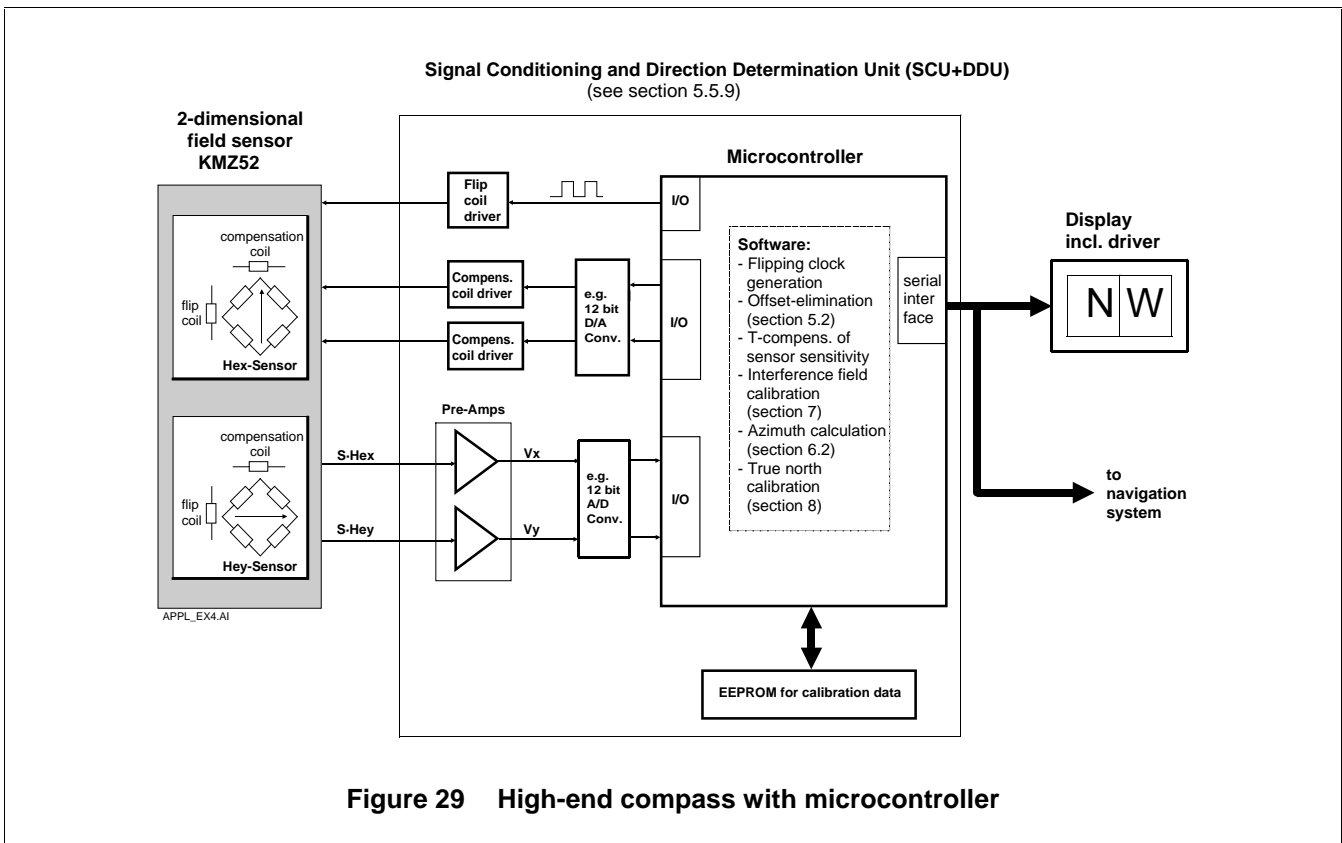 Signal Conditioning and Direction Determination Unit (SCU+DDU)
(see section 5.5.9)
2-dimensional
field sensor
KMZ52
compensation
coil
flip
coil
Hex-Sensor
compensation
coil
flip
coil
Hey-Sensor
APPL_EX4.AI
Flip
coil
driver
Compens.
coil driver
Compens.
coil driver
e.g.
12 bit
D/A
Conv.
Pre-Amps
S·Hex
S·Hey
Vx
Vy
e.g.
12 bit
A/D
Conv.
Microcontroller
I/O
I/O
I/O
Software:
- Flipping clock
generation
- Offset-elimination
(section 5.2)
- T-compens. of
sensor sensitivity
- Interference field
calibration
(section 7)
- Azimuth calculation
(section 6.2)
- True north
calibration
(section 8)
serial
inter
face
EEPROM for calibration data
Display
incl. driver
N W
to
navigation
system
Figure 29 High-end compass with microcontroller